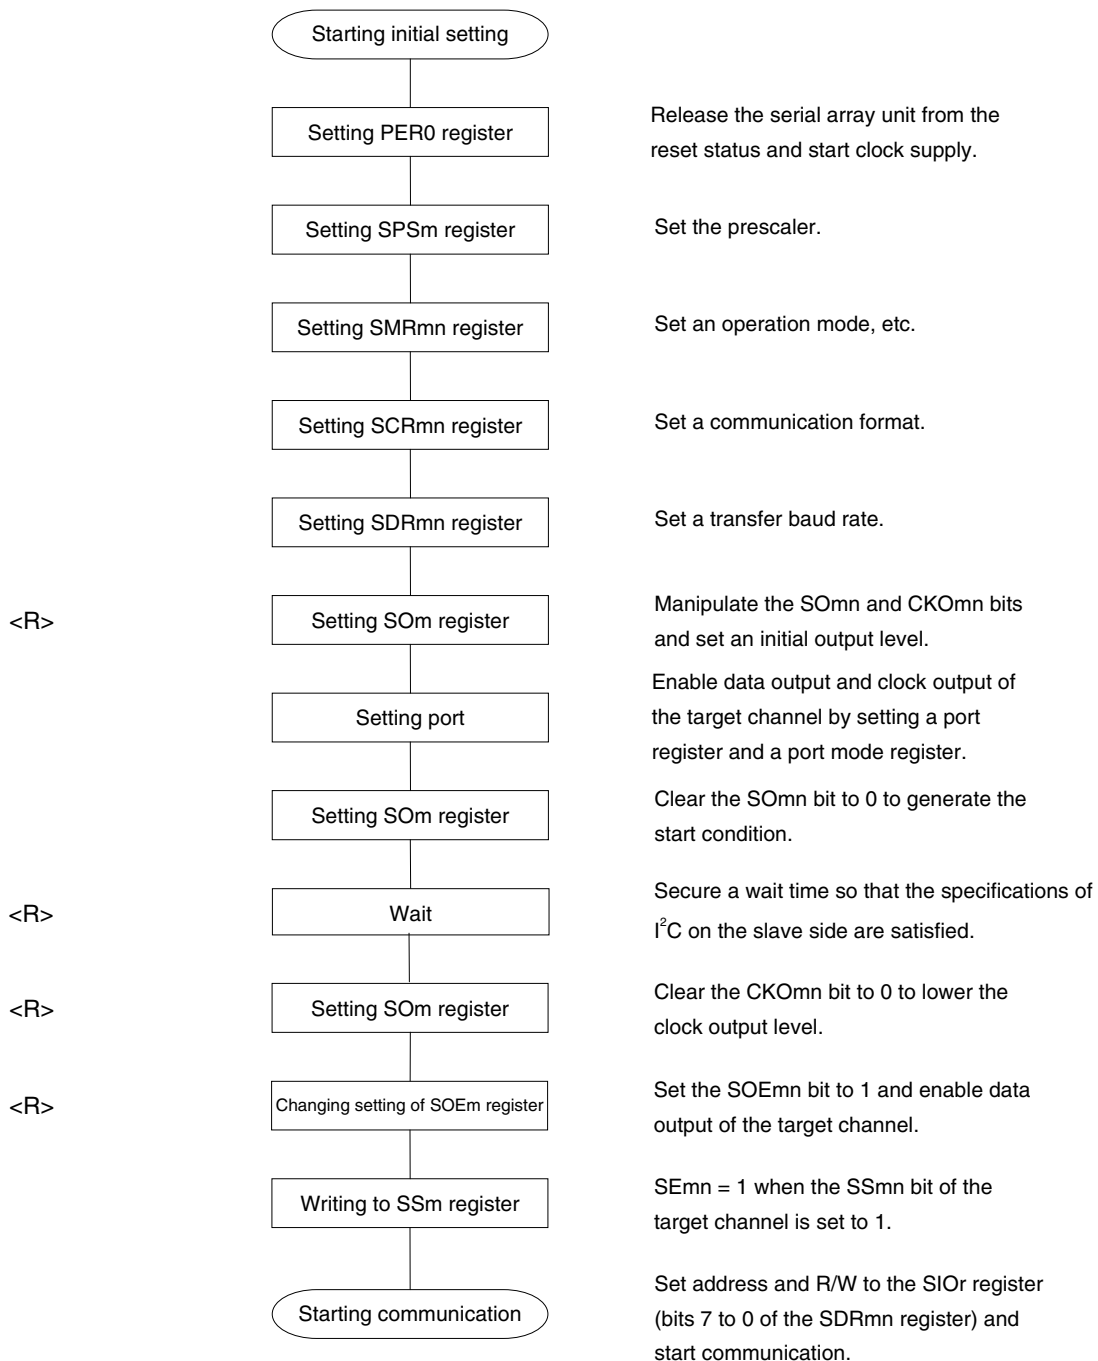 Starting initial setting
Setting PER0 register
Release the serial array unit from the
reset status and start clock supply.
Setting SPSm register
Set the prescaler.
Setting SMRmn register
Set an operation mode, etc.
Setting SCRmn register
Set a communication format.
Setting SDRmn register
Set a transfer baud rate.
<R>
Setting SOm register
Manipulate the SOmn and CKOmn bits
and set an initial output level.
Setting port
Enable data output and clock output of
the target channel by setting a port
register and a port mode register.
Setting SOm register
Clear the SOmn bit to 0 to generate the
start condition.
<R>
Wait
Secure a wait time so that the specifications of
I²C on the slave side are satisfied.
<R>
Setting SOm register
Clear the CKOmn bit to 0 to lower the
clock output level.
<R>
Changing setting of SOEm register
Set the SOEmn bit to 1 and enable data
output of the target channel.
Writing to SSm register
SEmn = 1 when the SSmn bit of the
target channel is set to 1.
Starting communication
Set address and R/W to the SIOr register
(bits 7 to 0 of the SDRmn register) and
start communication.